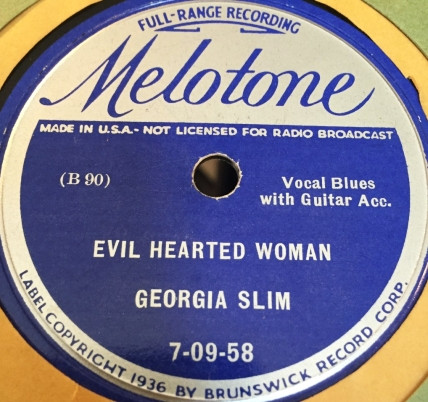 FULL-RANGE RECORDING
Melotone
MADE IN U.S.A.- NOT LICENSED FOR RADIO BROADCAST
(B 90)
Vocal Blues
with Guitar Acc.
EVIL HEARTED WOMAN
GEORGIA SLIM
7-09-58
LABEL COPYRIGHT 1936 BY BRUNSWICK RECORD CORP.